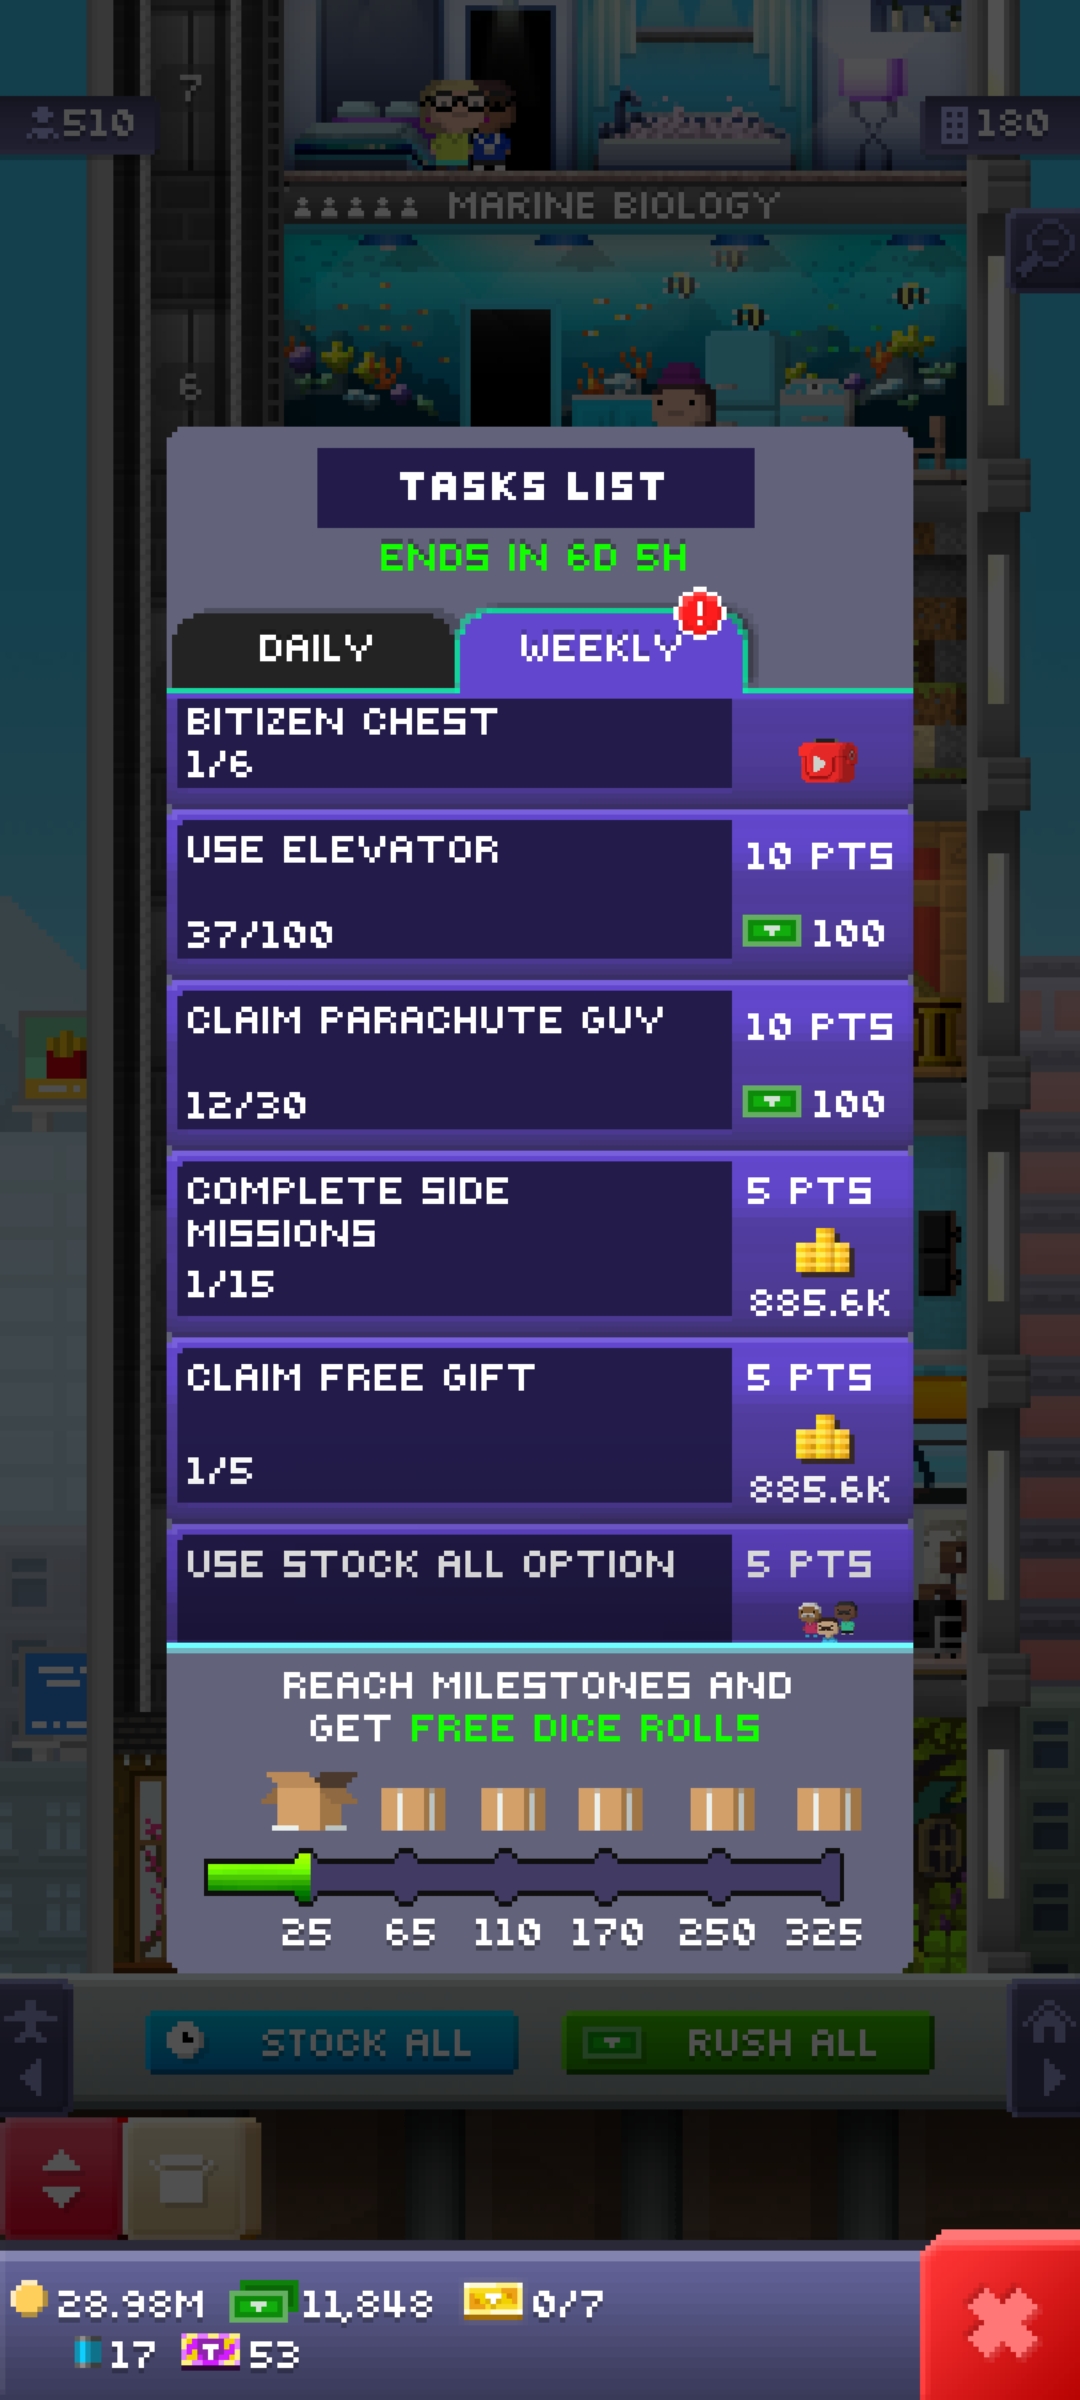 7
510
180
MARINE BIOLOGY
6
TASKS LIST
ENDS IN 6D 5H
DAILY
WEEKLY
!
BITIZEN CHEST
1/6
USE ELEVATOR
10 PTS
37/100
100
CLAIM PARACHUTE GUY
10 PTS
12/30
100
COMPLETE SIDE
MISSIONS
5 PTS
1/15
885.6K
CLAIM FREE GIFT
5 PTS
1/5
885.6K
USE STOCK ALL OPTION
5 PTS
REACH MILESTONES AND
GET FREE DICE ROLLS
25 65 110 170 250 325
STOCK ALL
RUSH ALL
28.98M 11,848 0/7
17 53